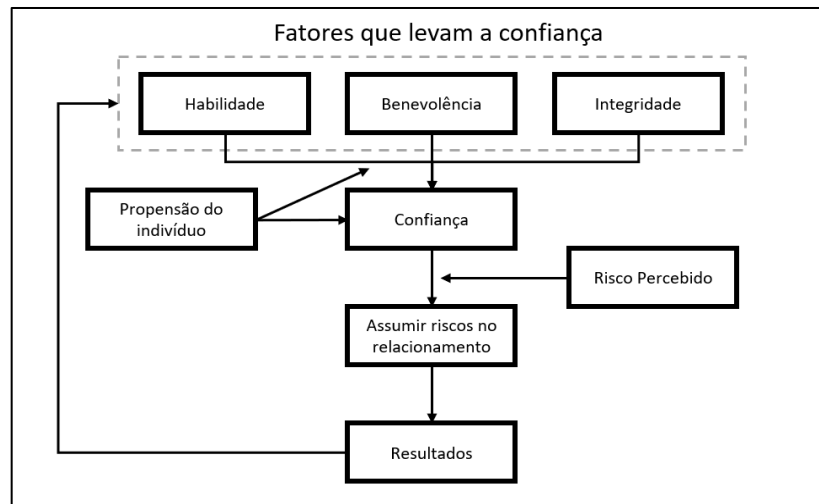 Fatores que levam a confiança
Habilidade
Benevolência
Integridade
Propensão do
indivíduo
Confiança
Risco Percebido
Assumir riscos no
relacionamento
Resultados